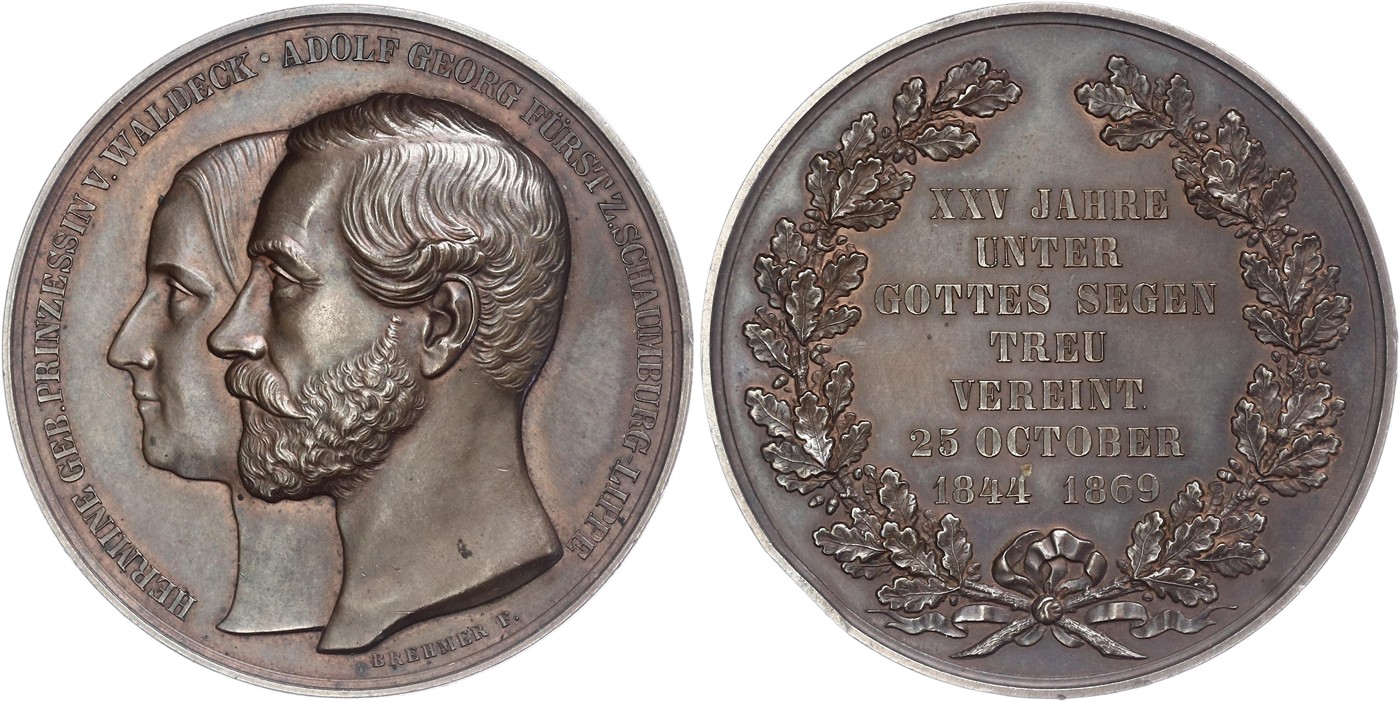 HERMINE GEB. PRINZESSIN V. WALDECK · ADOLF GEORG FÜRST Z. SCHAUMBURG-LIPPE
BREHMER F.
XXV JAHRE
UNTER
GOTTES SEGEN
TREU
VEREINT.
25 OCTOBER
1844 1869